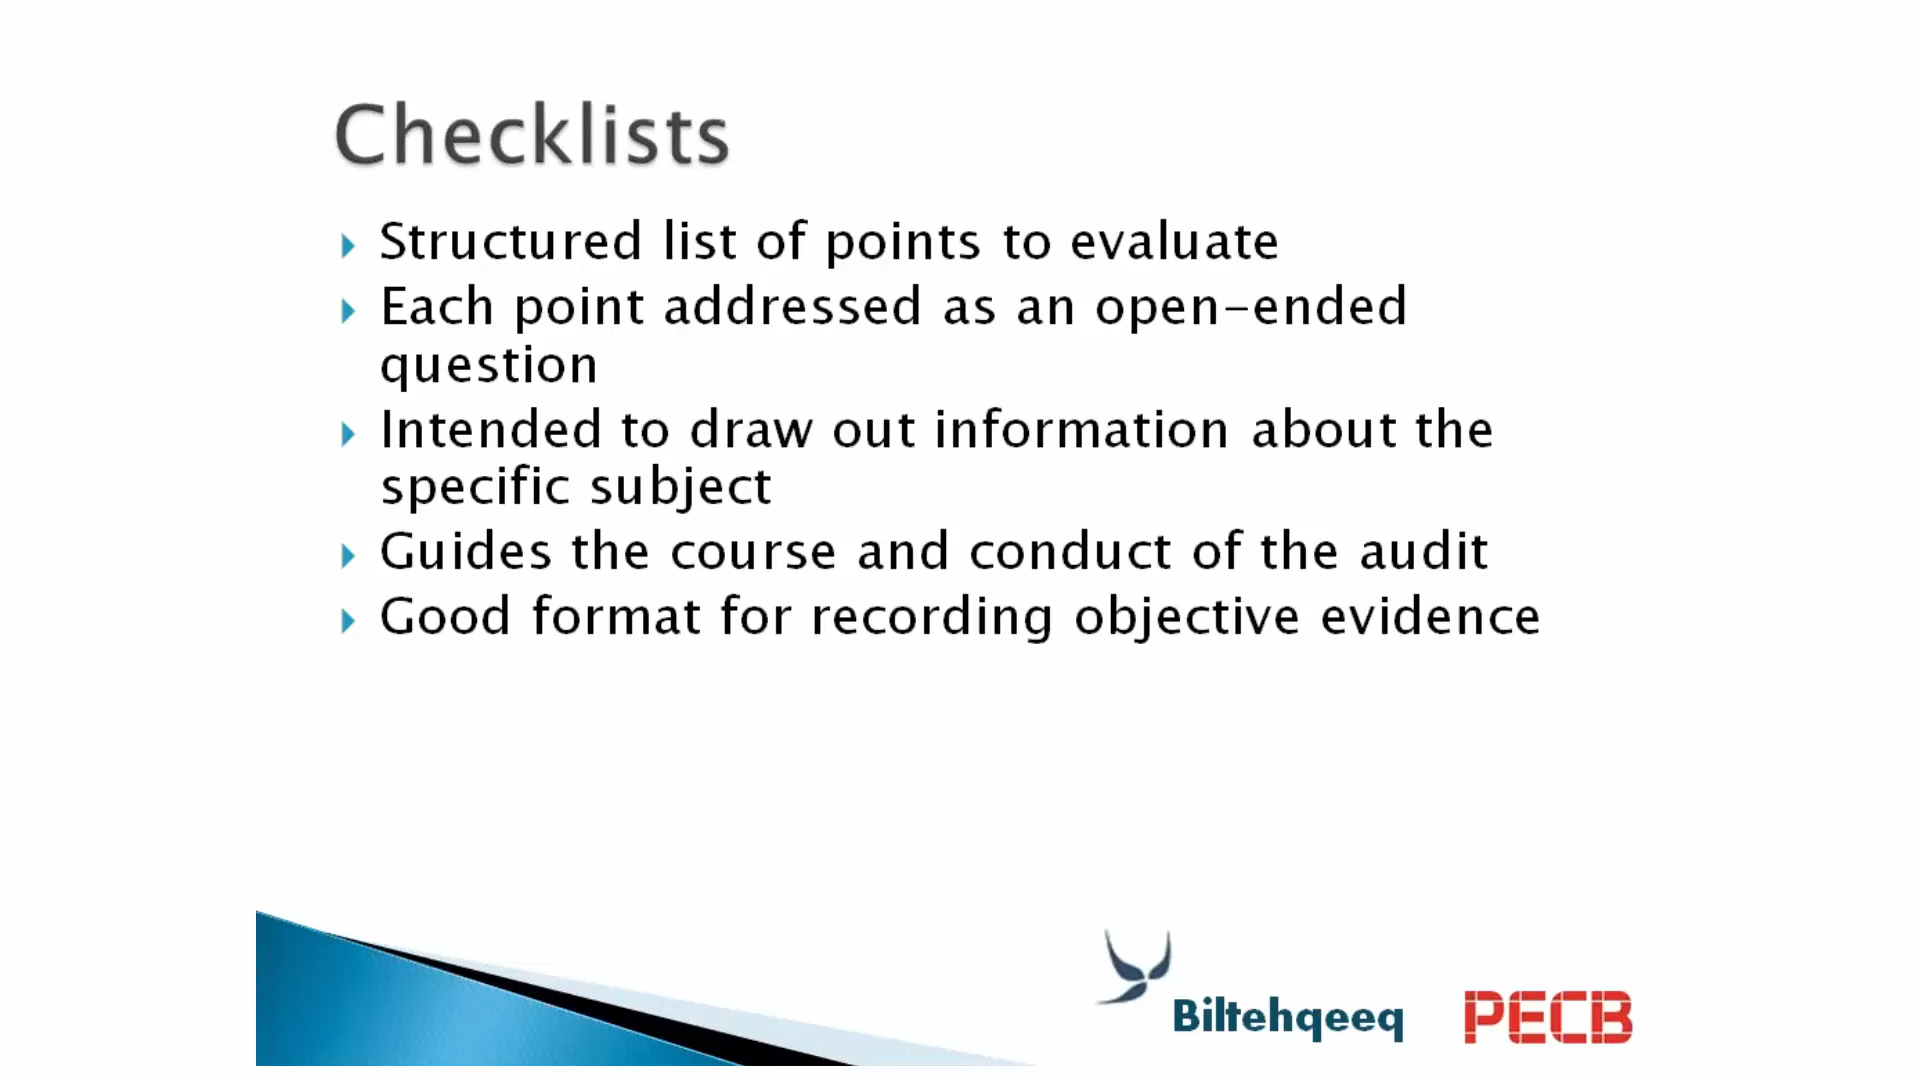 Checklists
Structured list of points to evaluate
Each point addressed as an open-ended
question
Intended to draw out information about the
specific subject
Guides the course and conduct of the audit
Good format for recording objective evidence
Biltehqeeq
PECB